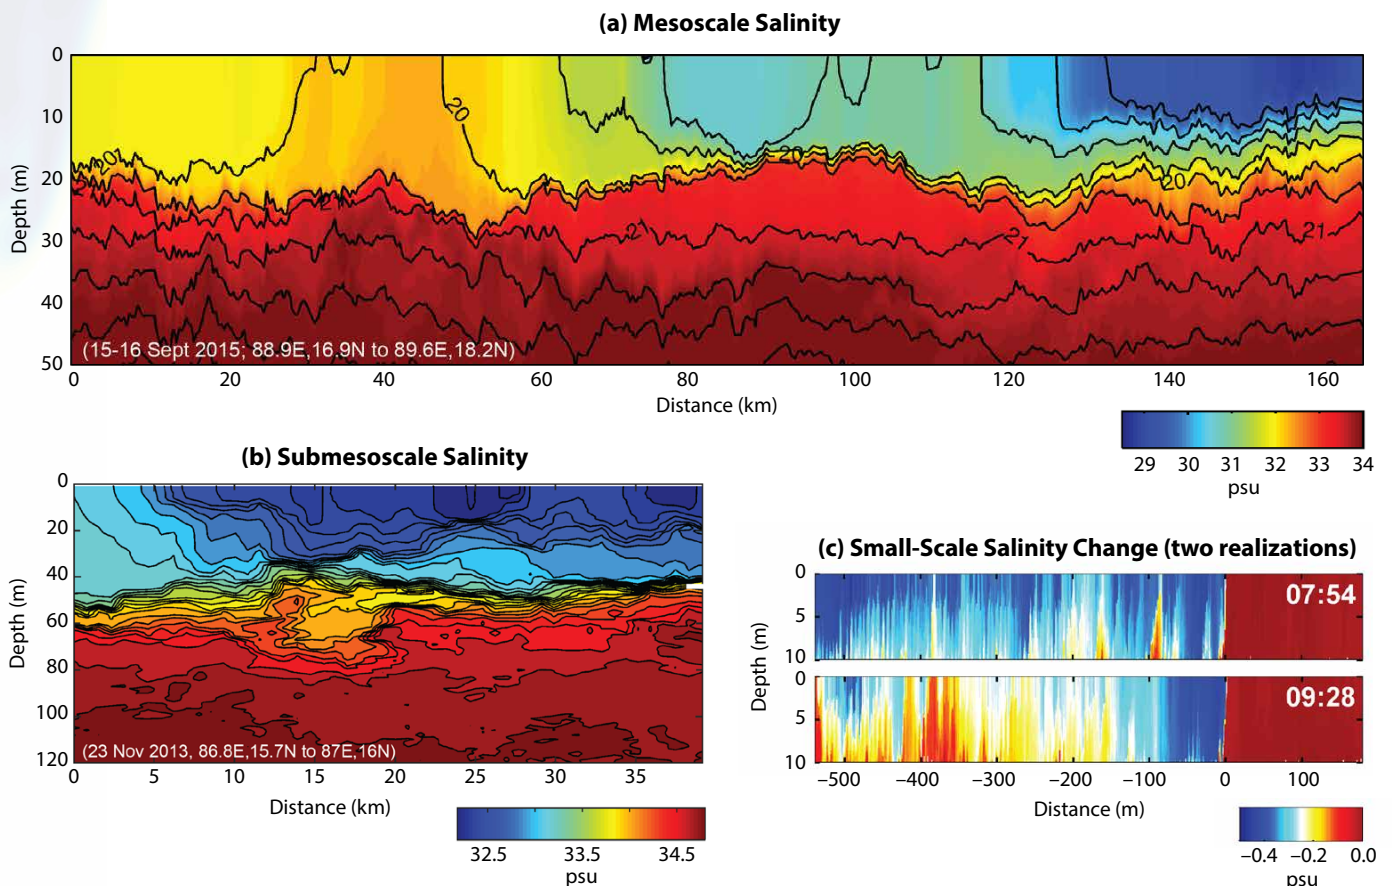 (a) Mesoscale Salinity
0
10
20
30
40
50
Depth (m)
20
20
20
20
21
21
21
21
(15-16 Sept 2015; 88.9E,16.9N to 89.6E,18.2N)
0 20 40 60 80 100 120 140 160
Distance (km)
29 30 31 32 33 34
psu
(b) Submesoscale Salinity
0
20
40
60
80
100
120
Depth (m)
(23 Nov 2013, 86.8E,15.7N to 87E,16N)
0 5 10 15 20 25 30 35
Distance (km)
32.5 33.5 34.5
psu
(c) Small-Scale Salinity Change (two realizations)
0
5
10
07:54
0
5
10
09:28
Depth (m)
–500 –400 –300 –200 –100 0 100
Distance (m)
–0.4 –0.2 0.0
psu